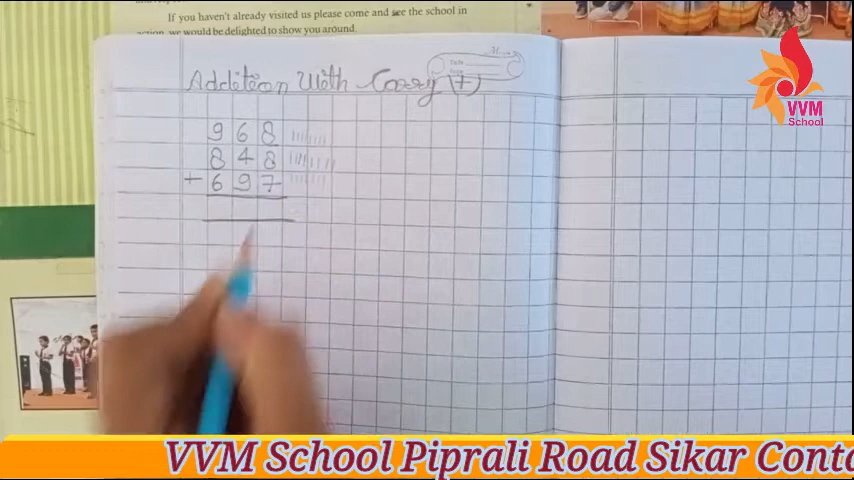 If you haven't already visited us please come and see the school in
action, we would be delighted to show you around.
Addition With Carry (+)
9 6 8
8 4 8
+ 6 9 7
VVM
School
VVM School Piprali Road Sikar Conta